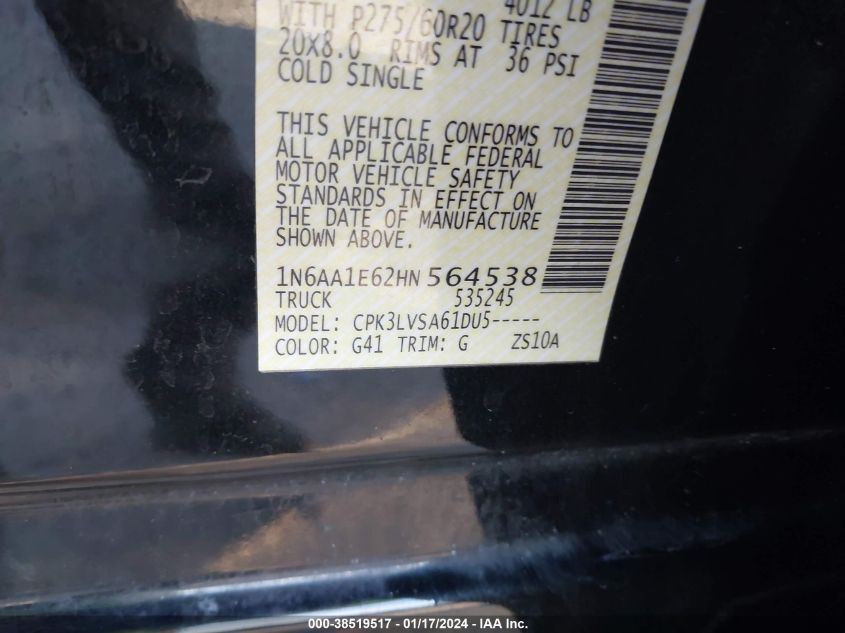 4012 LB
WITH P275/60R20 TIRES
20X8.0 RIMS AT 36 PSI
COLD SINGLE
THIS VEHICLE CONFORMS TO
ALL APPLICABLE FEDERAL
MOTOR VEHICLE SAFETY
STANDARDS IN EFFECT ON
THE DATE OF MANUFACTURE
SHOWN ABOVE.
1N6AA1E62HN564538
TRUCK 535245
MODEL: CPK3LVSA61DU5-----
COLOR: G41 TRIM: G ZS10A
000-38519517 - 01/17/2024 - IAA Inc.